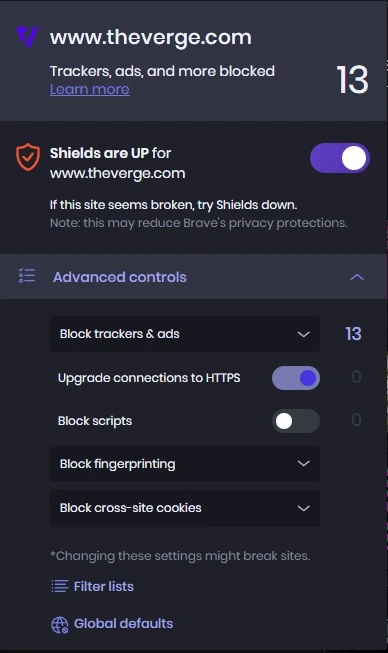 www.theverge.com
Trackers, ads, and more blocked
Learn more
13
Shields are UP for
www.theverge.com
If this site seems broken, try Shields down.
Note: this may reduce Brave's privacy protections.
Advanced controls
Block trackers & ads
13
Upgrade connections to HTTPS
0
Block scripts
0
Block fingerprinting
Block cross-site cookies
*Changing these settings might break sites.
Filter lists
Global defaults